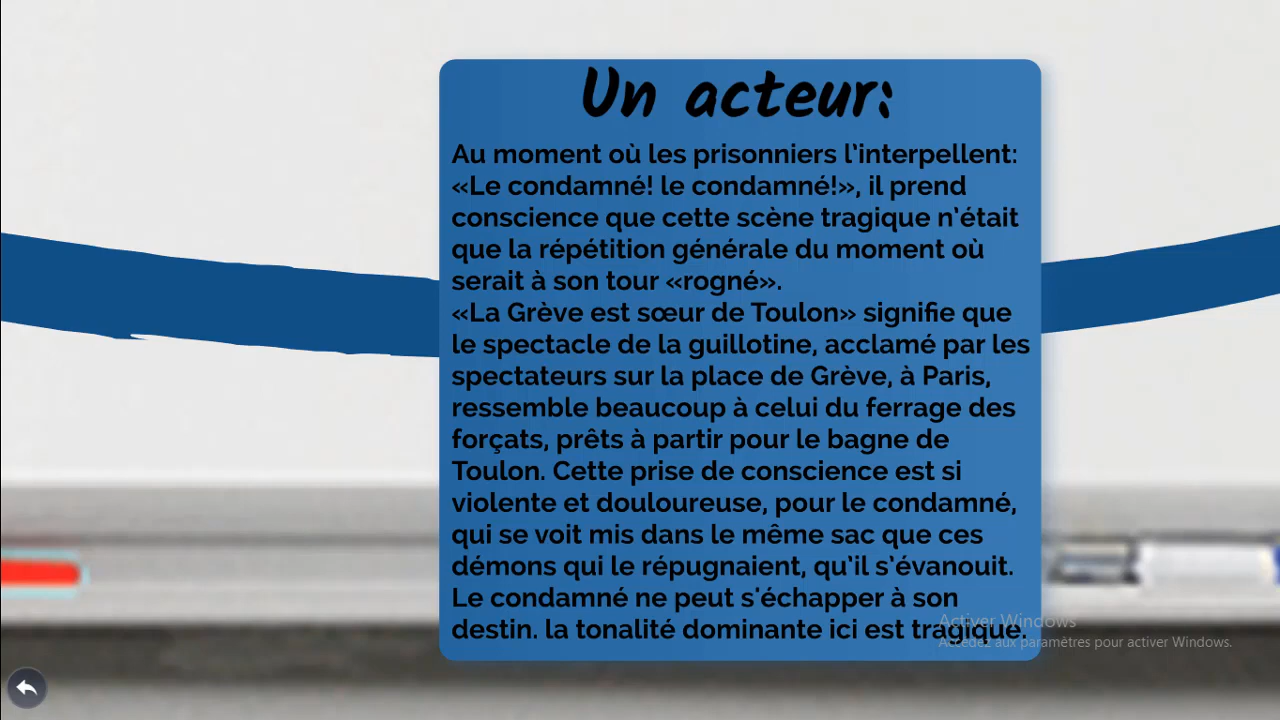 Un acteur:
Au moment où les prisonniers l'interpellent:
«Le condamné! le condamné!», il prend
conscience que cette scène tragique n'était
que la répétition générale du moment où
serait à son tour «rogné».
«La Grève est sœur de Toulon» signifie que
le spectacle de la guillotine, acclamé par les
spectateurs sur la place de Grève, à Paris,
ressemble beaucoup à celui du ferrage des
forçats, prêts à partir pour le bagne de
Toulon. Cette prise de conscience est si
violente et douloureuse, pour le condamné,
qui se voit mis dans le même sac que ces
démons qui le répugnaient, qu'il s'évanouit.
Le condamné ne peut s'échapper à son
destin. la tonalité dominante ici est tragique.
Activer Windows
Accédez aux paramètres pour activer Windows.